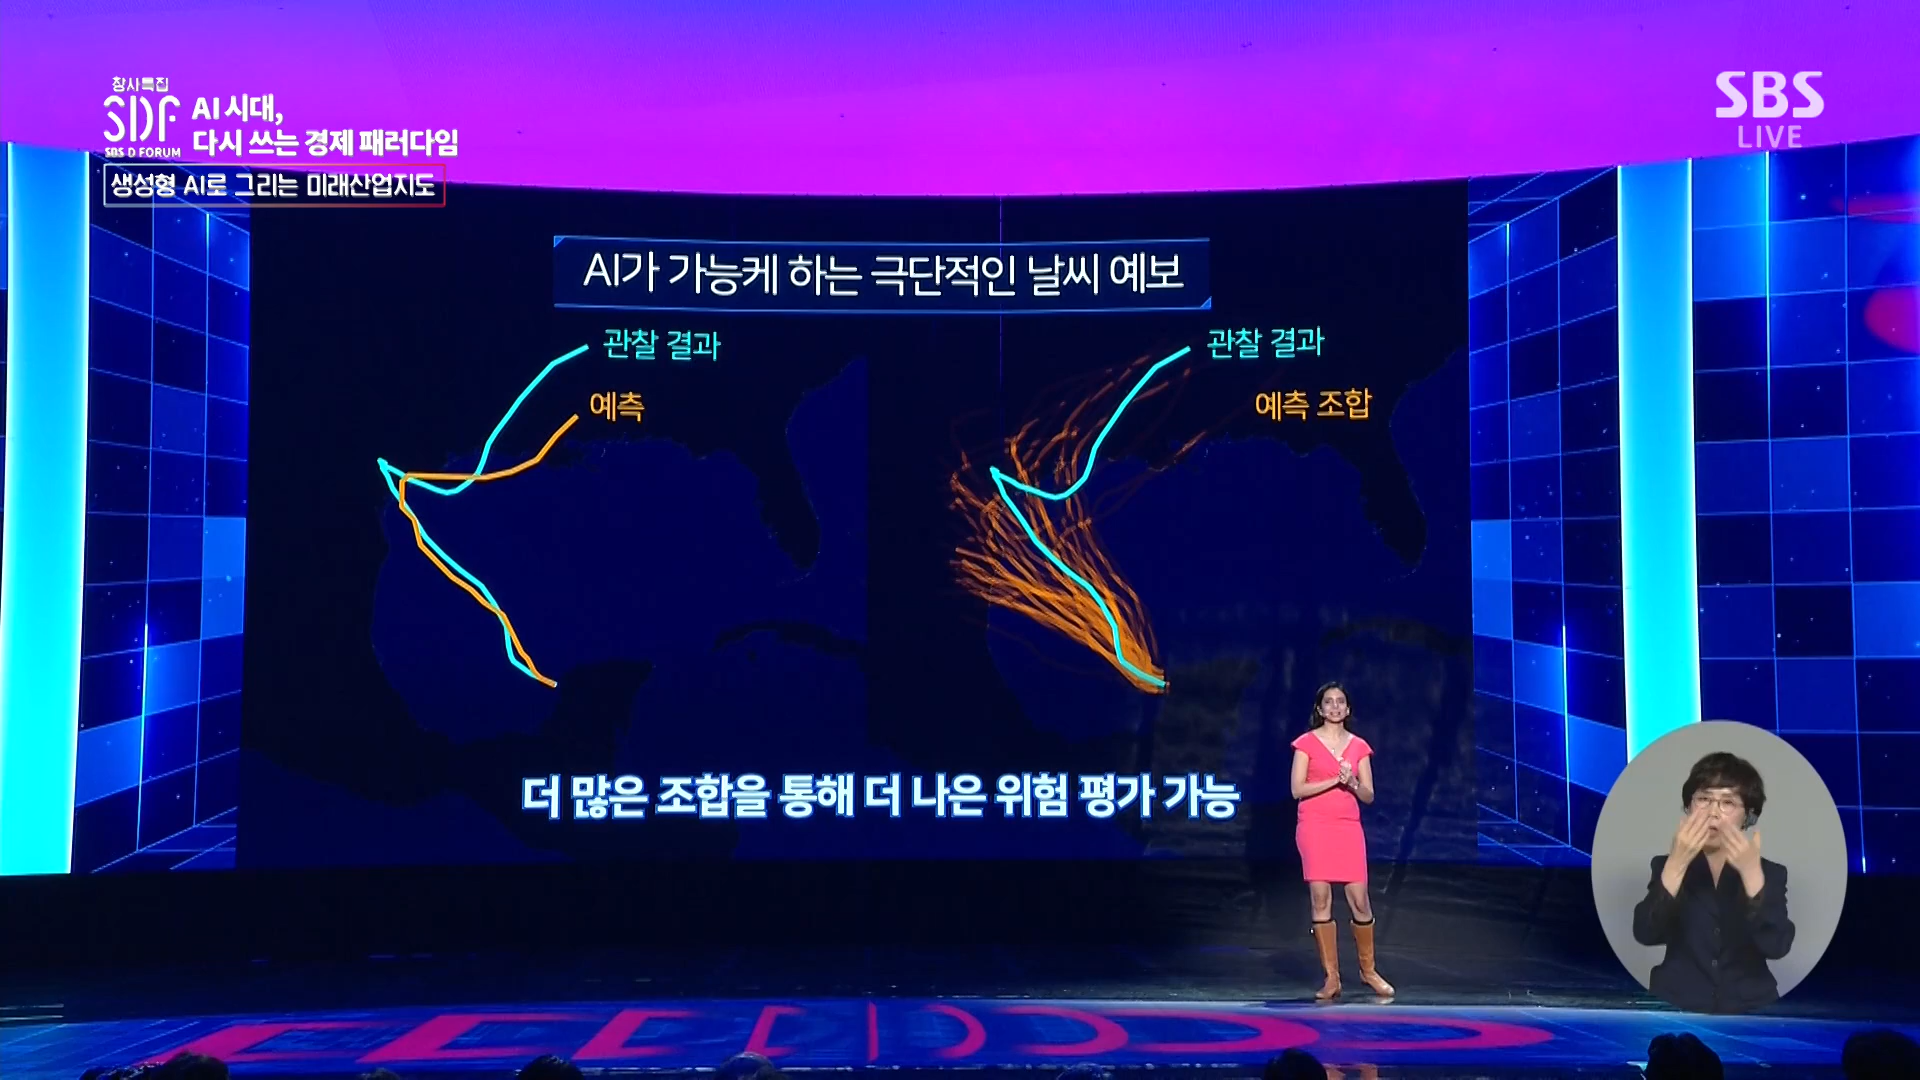 창사특집
SDF
SBS D FORUM
AI 시대,
다시 쓰는 경제 패러다임
생성형 AI로 그리는 미래산업지도
SBS
LIVE
AI가 가능케 하는 극단적인 날씨 예보
관찰 결과
예측
관찰 결과
예측 조합
더 많은 조합을 통해 더 나은 위험 평가 가능